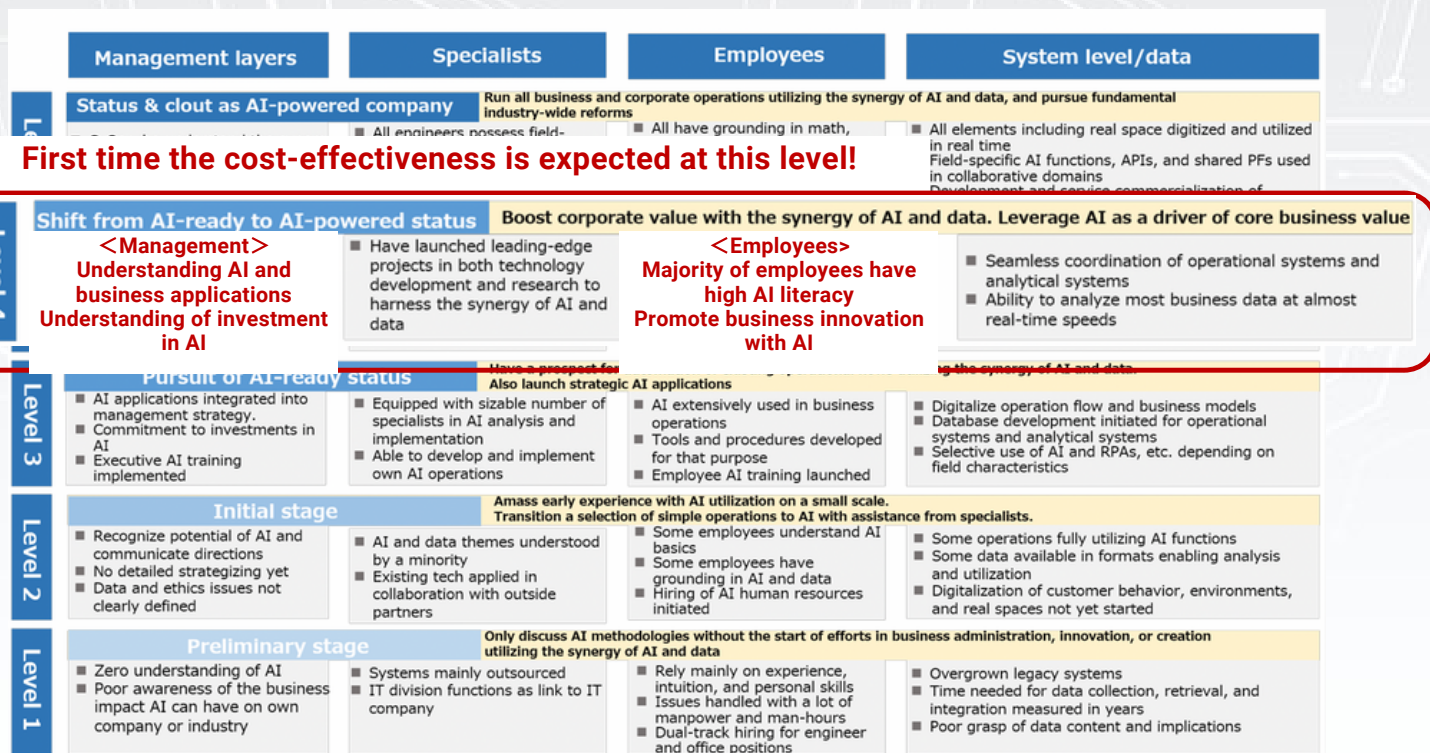 Management layers
Specialists
Employees
System level/data
Status & clout as AI-powered company
Run all business and corporate operations utilizing the synergy of AI and data, and pursue fundamental
industry-wide reforms
All engineers possess field-
All have grounding in math,
■ All elements including real space digitized and utilized
in real time
Field-specific AI functions, APIs, and shared PFs used
in collaborative domains
Development and service commercialization of
First time the cost-effectiveness is expected at this level!
Shift from AI-ready to AI-powered status
Boost corporate value with the synergy of AI and data. Leverage AI as a driver of core business value
＜Management＞
Understanding AI and
business applications
Understanding of investment
in AI
■ Have launched leading-edge
projects in both technology
development and research to
harness the synergy of AI and
data
＜Employees>
Majority of employees have
high AI literacy
Promote business innovation
with AI
■ Seamless coordination of operational systems and
analytical systems
■ Ability to analyze most business data at almost
real-time speeds
Level 3
Pursuit of AI-ready status
Have a prospect for
the synergy of AI and data.
Also launch strategic AI applications
■ AI applications integrated into
management strategy.
■ Commitment to investments in
AI
■ Executive AI training
implemented
■ Equipped with sizable number of
specialists in AI analysis and
implementation
■ Able to develop and implement
own AI operations
■ AI extensively used in business
operations
■ Tools and procedures developed
for that purpose
■ Employee AI training launched
■ Digitalize operation flow and business models
■ Database development initiated for operational
systems and analytical systems
■ Selective use of AI and RPAs, etc. depending on
field characteristics
Level 2
Initial stage
Amass early experience with AI utilization on a small scale.
Transition a selection of simple operations to AI with assistance from specialists.
■ Recognize potential of AI and
communicate directions
■ No detailed strategizing yet
■ Data and ethics issues not
clearly defined
■ AI and data themes understood
by a minority
■ Existing tech applied in
collaboration with outside
partners
■ Some employees understand AI
basics
■ Some employees have
grounding in AI and data
■ Hiring of AI human resources
initiated
■ Some operations fully utilizing AI functions
■ Some data available in formats enabling analysis
and utilization
■ Digitalization of customer behavior, environments,
and real spaces not yet started
Level 1
Preliminary stage
Only discuss AI methodologies without the start of efforts in business administration, innovation, or creation
utilizing the synergy of AI and data
■ Zero understanding of AI
■ Poor awareness of the business
impact AI can have on own
company or industry
■ Systems mainly outsourced
■ IT division functions as link to IT
company
■ Rely mainly on experience,
intuition, and personal skills
■ Issues handled with a lot of
manpower and man-hours
■ Dual-track hiring for engineer
and office positions
■ Overgrown legacy systems
■ Time needed for data collection, retrieval, and
integration measured in years
■ Poor grasp of data content and implications